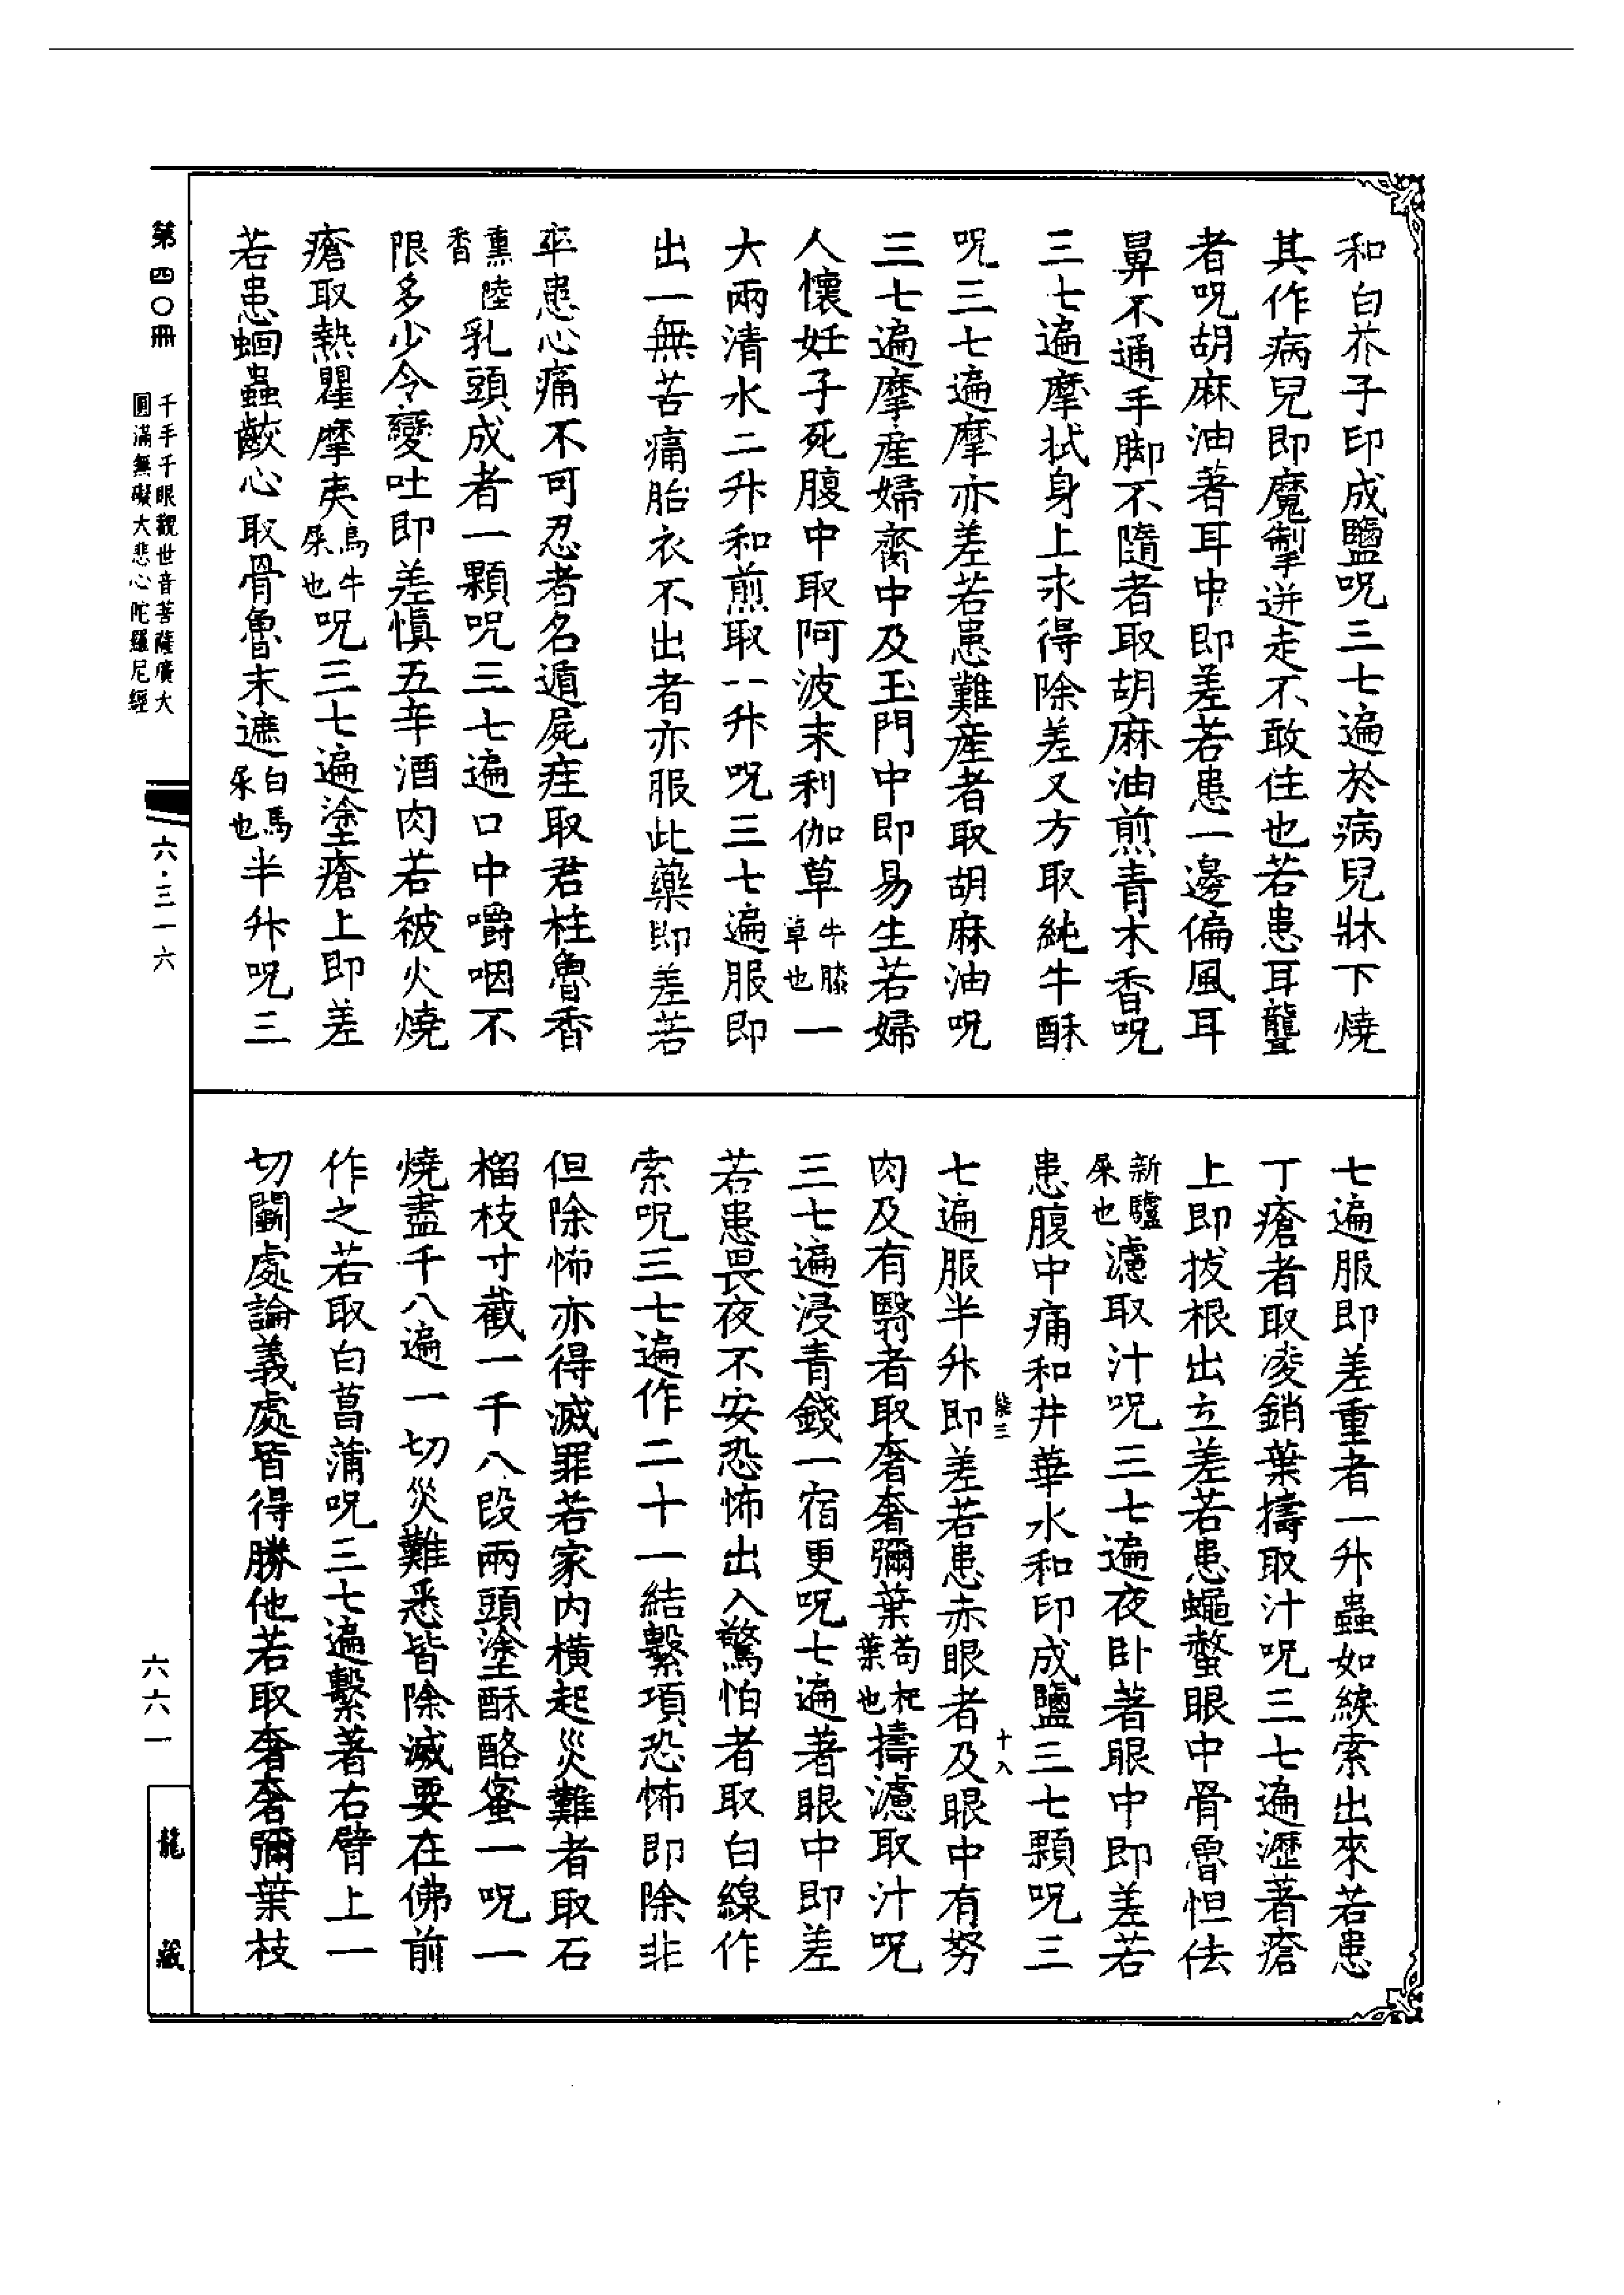 和白芥子印成鹽呪三七遍於病兒牀下燒
其作病兒即魔掣迸走不敢住也若患耳聾
者呪胡麻油著耳中即差若患一邊偏風耳
鼻不通手脚不隨者取胡麻油煎青木香呪
三七遍摩拭身上永得除差又方取純牛酥
呪三七遍摩亦差若患難產者取胡麻油呪
三七遍摩產婦齎中及玉門中即易生若婦
人懷妊子死腹中取阿波末利伽草牛膝草也一
大兩清水二升和煎取一升呪三七遍服即
出一無苦痛胎衣不出者亦服此藥即差若
卒患心痛不可忍者名遁屍疰取君柱魯香
熏陸香乳頭成者一顆呪三七遍口中嚼咽不
限多少令變吐即差慎五辛酒肉若被火燒
瘡取熱瞿摩夷烏牛屎也呪三七遍塗瘡上即差
若患蛔蟲齩心取骨魯末遮白馬尿也半升呪三
七遍服即差重者一升蟲如綟索出來若患
丁瘡者取凌銷葉擣取汁呪三七遍瀝著瘡
上即拔根出立差若患蠅螫眼中骨魯怛佉
新驢屎也濾取汁呪三七遍夜卧著眼中即差若
患腹中痛和井華水和印成鹽三七顆呪三
七遍服半升即差若患赤眼者及眼中有努
肉及有翳者取奢奢彌葉苟杞葉也擣濾取汁呪
三七遍浸青錢一宿更呪七遍著眼中即差
若患畏夜不安恐怖出入驚怕者取白線作
索呪三七遍作二十一結繫項恐怖即除非
但除怖亦得滅罪若家内橫起災難者取石
榴枝寸截一千八段兩頭塗酥酪蜜一呪一
燒盡千八遍一切災難悉皆除滅要在佛前
作之若取白菖蒲呪三七遍繫著右臂上一
切鬭處論義處皆得勝他若取奢奢彌葉枝
十八
第四〇冊
千手千眼觀世音菩薩廣大
圓滿無礙大悲心陀羅尼經
六·三一六
六六一
龍藏